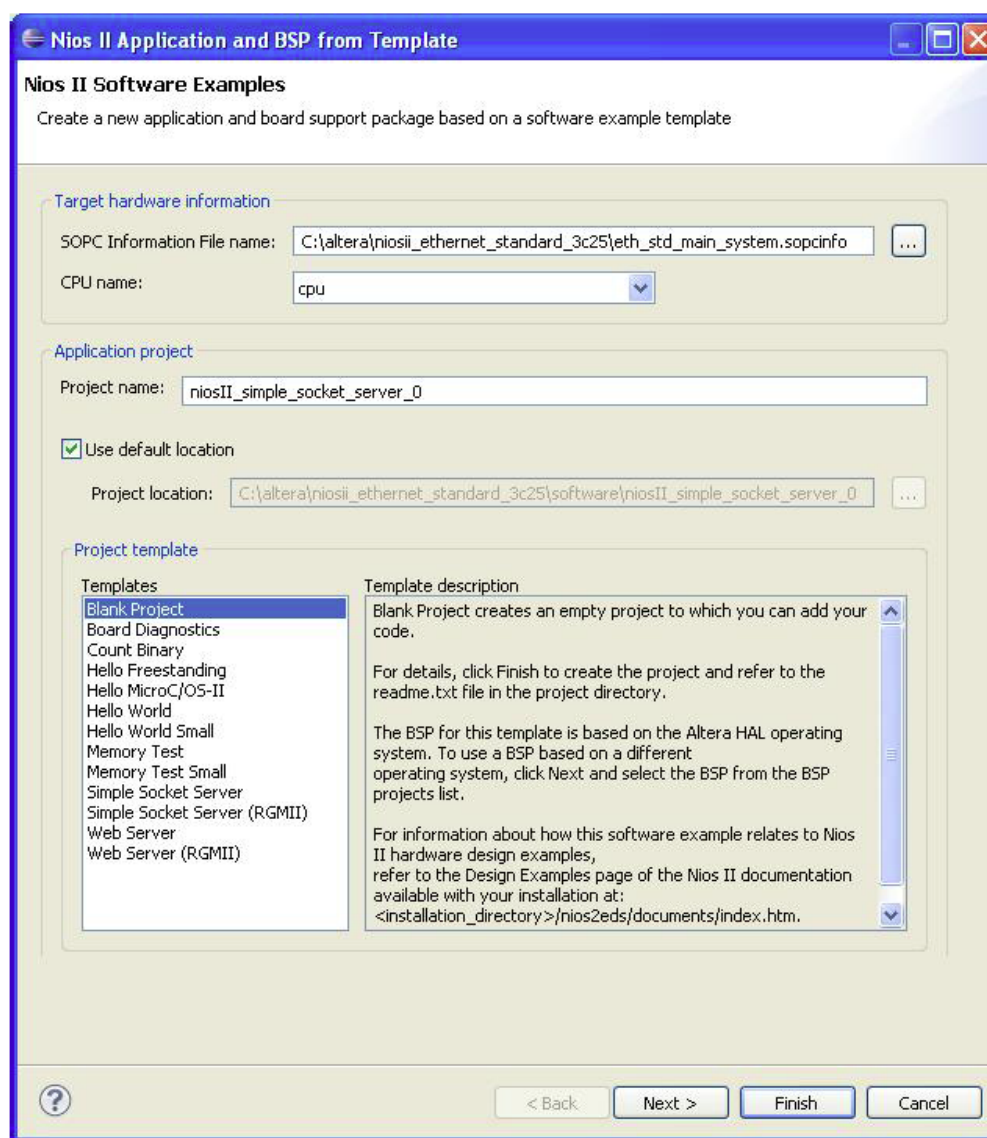 Nios II Application and BSP from Template
Nios II Software Examples
Create a new application and board support package based on a software example template
Target hardware information
SOPC Information File name: C:\altera\niosii_ethernet_standard_3c25\eth_std_main_system.sopcinfo ...
CPU name: cpu
Application project
Project name: niosII_simple_socket_server_0
Use default location
Project location: C:\altera\niosii_ethernet_standard_3c25\software\niosII_simple_socket_server_0 ...
Project template
Templates
Blank Project
Board Diagnostics
Count Binary
Hello Freestanding
Hello MicroC/OS-II
Hello World
Hello World Small
Memory Test
Memory Test Small
Simple Socket Server
Simple Socket Server (RGMII)
Web Server
Web Server (RGMII)
Template description
Blank Project creates an empty project to which you can add your
code.
For details, click Finish to create the project and refer to the
readme.txt file in the project directory.
The BSP for this template is based on the Altera HAL operating
system. To use a BSP based on a different
operating system, click Next and select the BSP from the BSP
projects list.
For information about how this software example relates to Nios
II hardware design examples,
refer to the Design Examples page of the Nios II documentation
available with your installation at:
<installation_directory>/nios2eds/documents/index.htm.
? < Back Next > Finish Cancel